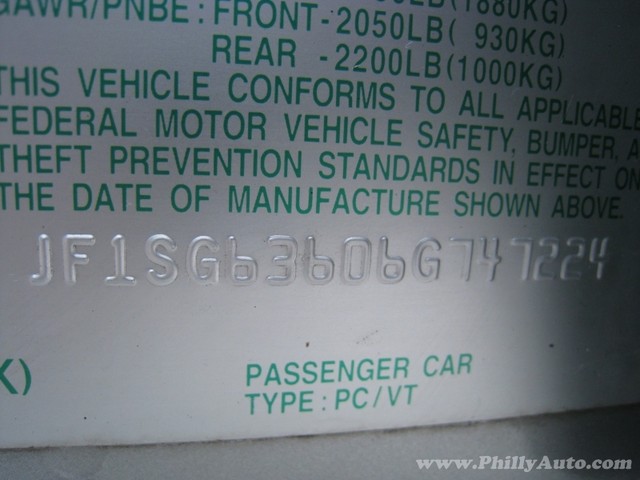 (1880KG)
GAWR/PNBE: FRONT-2050LB( 930KG)
REAR -2200LB(1000KG)
THIS VEHICLE CONFORMS TO ALL APPLICABLE
FEDERAL MOTOR VEHICLE SAFETY, BUMPER, A
THEFT PREVENTION STANDARDS IN EFFECT ON
THE DATE OF MANUFACTURE SHOWN ABOVE.
JF1SG63606G747224
K)
PASSENGER CAR
TYPE: PC/VT
www.PhillyAuto.com